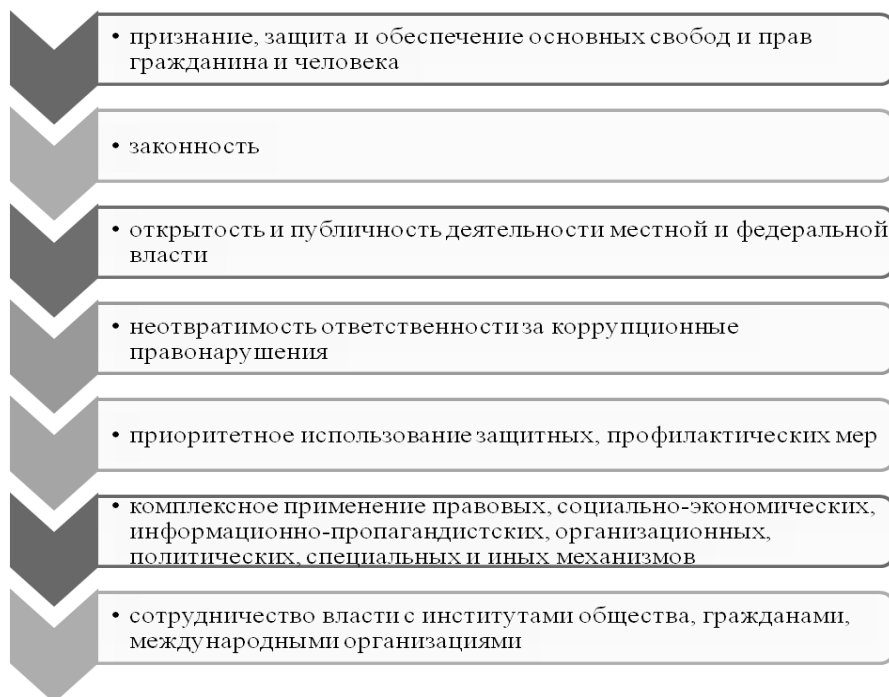 • признание, защита и обеспечение основных свобод и прав
гражданина и человека
• законность
• открытость и публичность деятельности местной и федеральной
власти
• неотвратимость ответственности за коррупционные
правонарушения
• приоритетное использование защитных, профилактических мер
• комплексное применение правовых, социально-экономических,
информационно-пропагандистских, организационных,
политических, специальных и иных механизмов
• сотрудничество власти с институтами общества, гражданами,
международными организациями